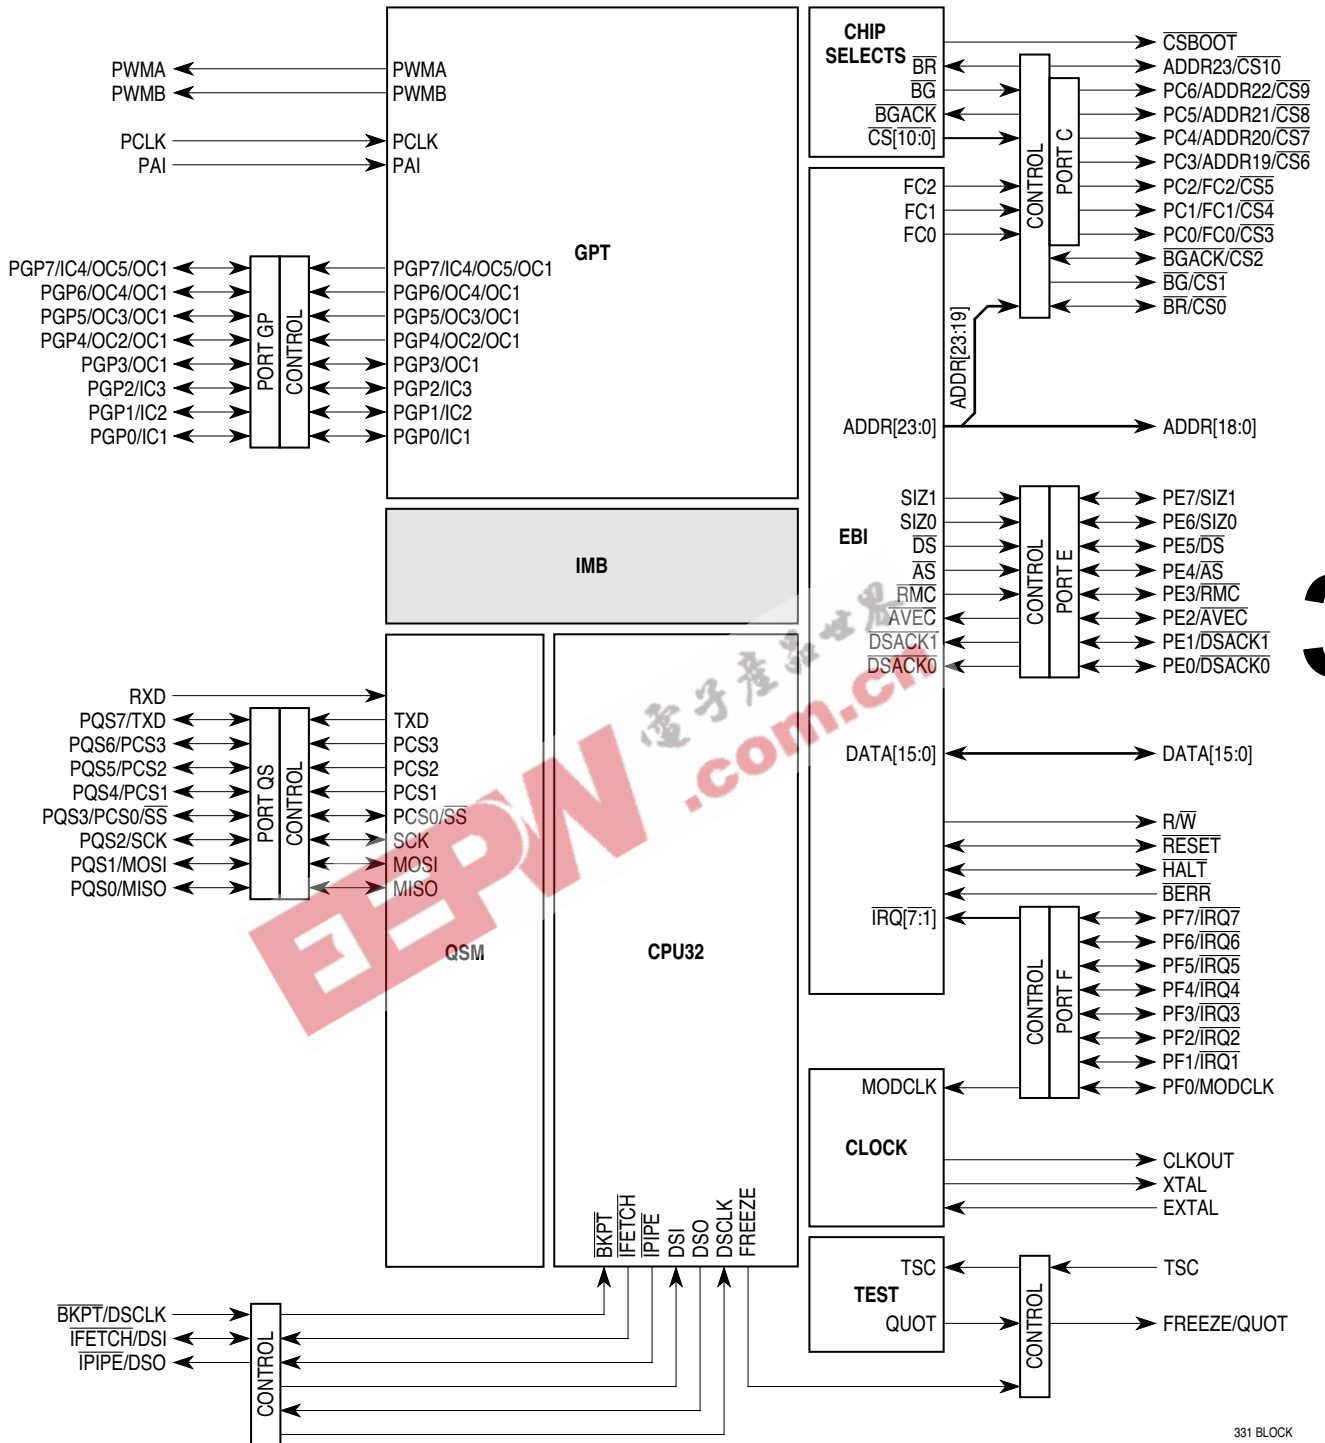 CHIP
SELECTS
CSBOOT
BR
ADDR23/CS10
BG
PC6/ADDR22/CS9
BGACK
PC5/ADDR21/CS8
CS[10:0]
PC4/ADDR20/CS7
PC3/ADDR19/CS6
FC2
PC2/FC2/CS5
FC1
PC1/FC1/CS4
FC0
PC0/FC0/CS3
BGACK/CS2
BG/CS1
BR/CS0
CONTROL
PORT C
PWMA
PWMA
PWMB
PWMB
PCLK
PCLK
PAI
PAI
GPT
PGP7/IC4/OC5/OC1
PGP7/IC4/OC5/OC1
PGP6/OC4/OC1
PGP6/OC4/OC1
PGP5/OC3/OC1
PGP5/OC3/OC1
PGP4/OC2/OC1
PGP4/OC2/OC1
PGP3/OC1
PGP3/OC1
PGP2/IC3
PGP2/IC3
PGP1/IC2
PGP1/IC2
PGP0/IC1
PGP0/IC1
PORT GP
CONTROL
ADDR[23:19]
ADDR[23:0]
ADDR[18:0]
EBI
SIZ1
PE7/SIZ1
SIZ0
PE6/SIZ0
DS
PE5/DS
AS
PE4/AS
RMC
PE3/RMC
AVEC
PE2/AVEC
DSACK1
PE1/DSACK1
DSACK0
PE0/DSACK0
CONTROL
PORT E
3
IMB
DATA[15:0]
DATA[15:0]
R/W
RESET
HALT
BERR
IRQ[7:1]
PF7/IRQ7
PF6/IRQ6
PF5/IRQ5
PF4/IRQ4
PF3/IRQ3
PF2/IRQ2
PF1/IRQ1
MODCLK
PF0/MODCLK
CONTROL
PORT F
RXD
PQS7/TXD
TXD
PQS6/PCS3
PCS3
PQS5/PCS2
PCS2
PQS4/PCS1
PCS1
PQS3/PCS0/SS
PCS0/SS
PQS2/SCK
SCK
PQS1/MOSI
MOSI
PQS0/MISO
MISO
PORT QS
CONTROL
QSM
CPU32
CLOCK
CLKOUT
XTAL
EXTAL
BKPT
IFETCH
IPIPE
DSI
DSO
DSCLK
FREEZE
TEST
TSC
TSC
QUOT
FREEZE/QUOT
CONTROL
BKPT/DSCLK
IFETCH/DSI
IPIPE/DSO
CONTROL
331 BLOCK
EEPW
電子產品世界
.com.cn